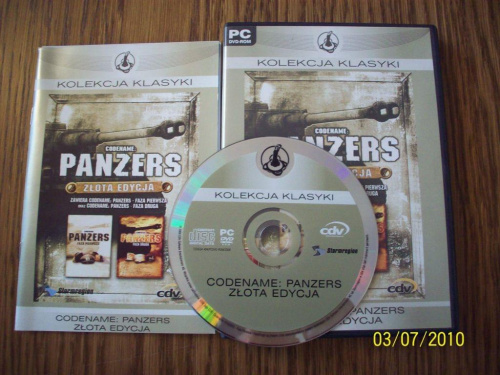 KOLEKCJA KLASYKI
CODENAME:
PANZERS
ZŁOTA EDYCJA
ZAWIERA CODENAME: PANZERS - FAZA PIERWSZA
ORAZ CODENAME: PANZERS - FAZA DRUGA
PANZERS
PANZERS
Stormregion
cdv
CODENAME: PANZERS
ZŁOTA EDYCJA
PC
DVD-ROM
KOLEKCJA KLASYKI
CODENAME:
PANZERS
KOLEKCJA KLASYKI
PC
DVD
cdv
Stormregion
CODENAME: PANZERS
ZŁOTA EDYCJA
cdv
03/07/2010